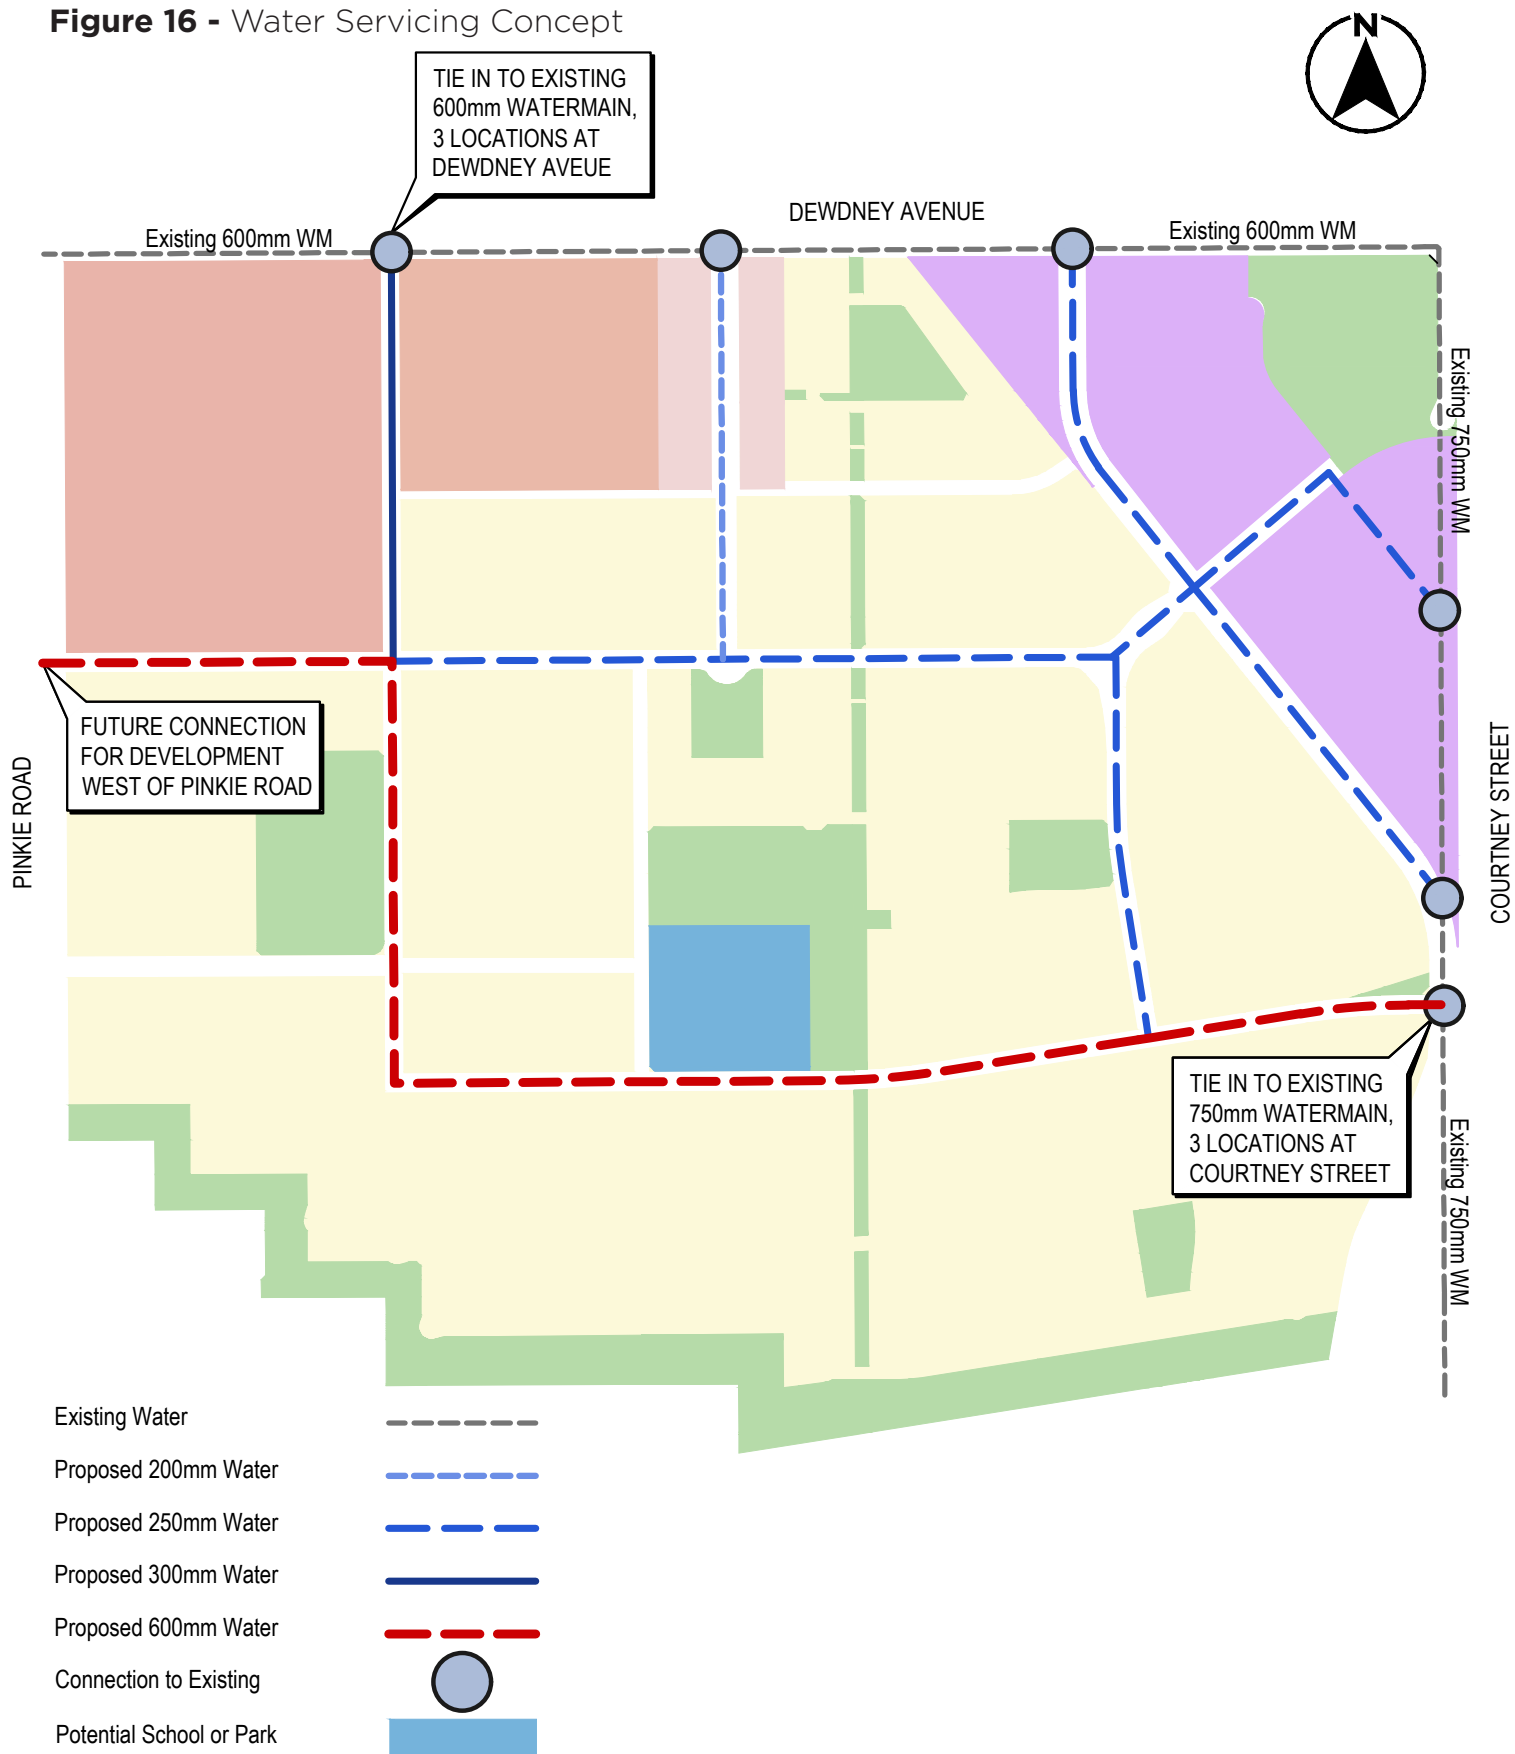 Figure 16 - Water Servicing Concept
N
TIE IN TO EXISTING
600mm WATERMAIN,
3 LOCATIONS AT
DEWDNEY AVEUE
DEWDNEY AVENUE
Existing 600mm WM
Existing 600mm WM
Existing 750mm WM
FUTURE CONNECTION
FOR DEVELOPMENT
WEST OF PINKIE ROAD
PINKIE ROAD
COURTNEY STREET
TIE IN TO EXISTING
750mm WATERMAIN,
3 LOCATIONS AT
COURTNEY STREET
Existing 750mm WM
Existing Water
Proposed 200mm Water
Proposed 250mm Water
Proposed 300mm Water
Proposed 600mm Water
Connection to Existing
Potential School or Park